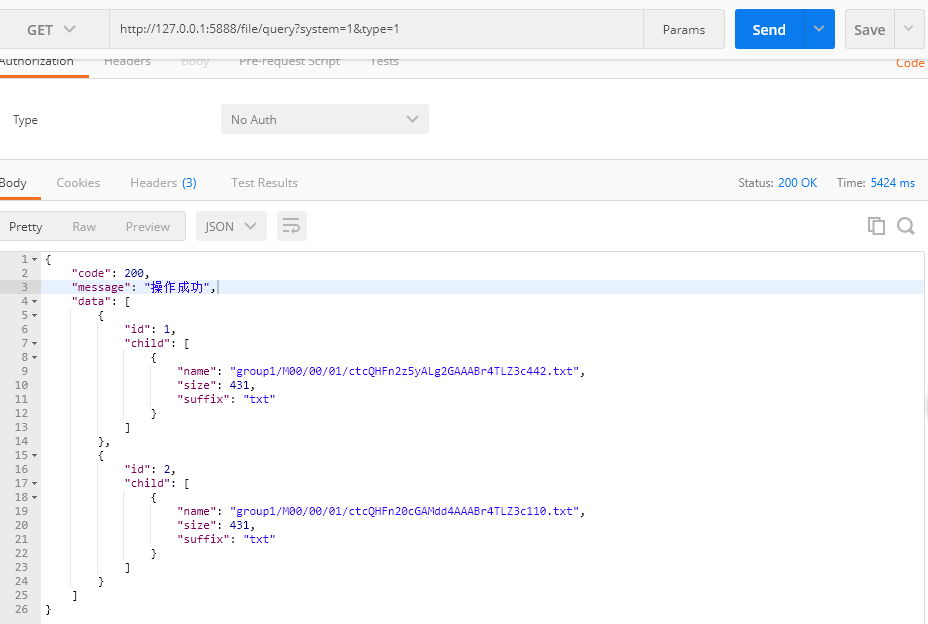 GET http://127.0.0.1:5888/file/query?system=1&type=1 Params Send Save
Authorization Headers Body Pre-request Script Tests Code
Type No Auth
Body Cookies Headers (3) Test Results Status: 200 OK Time: 5424 ms
Pretty Raw Preview JSON
1 {
2 "code": 200,
3 "message": "操作成功",
4 "data": [
5 {
6 "id": 1,
7 "child": [
8 {
9 "name": "group1/M00/00/01/ctcQHFn2z5yALg2GAAABr4TLZ3c442.txt",
10 "size": 431,
11 "suffix": "txt"
12 }
13 ]
14 },
15 {
16 "id": 2,
17 "child": [
18 {
19 "name": "group1/M00/00/01/ctcQHFn20cGAMdd4AAABr4TLZ3c110.txt",
20 "size": 431,
21 "suffix": "txt"
22 }
23 ]
24 }
25 ]
26 }